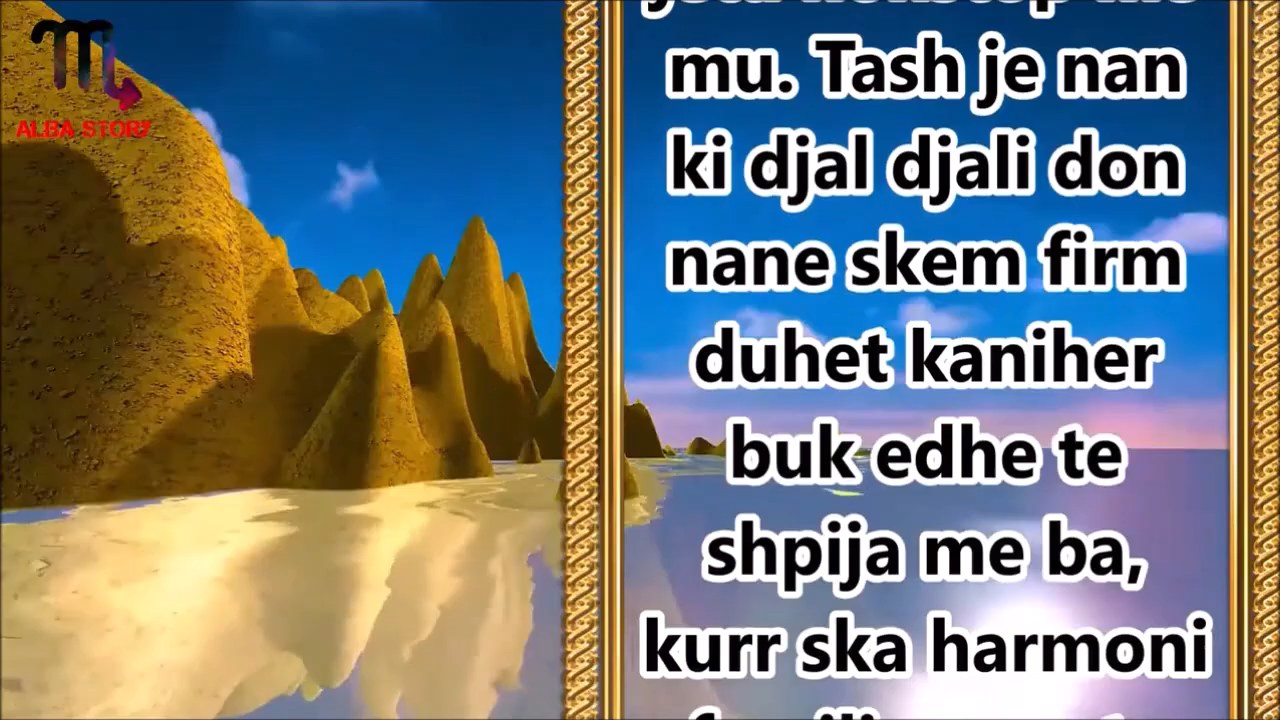 ALBA STORY
mu. Tash je nan
ki djal djali don
nane skem firm
duhet kaniher
buk edhe te
shpija me ba,
kurr ska harmoni